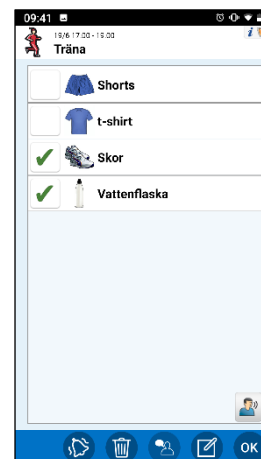 09:41
19/6 17:00 - 19:00
Träna
Shorts
t-shirt
Skor
Vattenflaska
OK